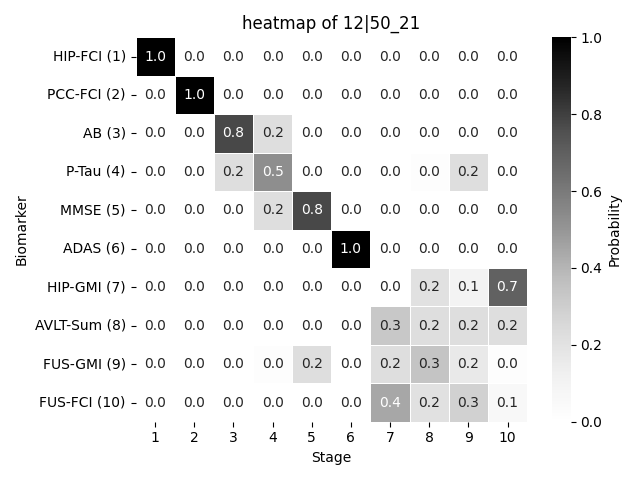 heatmap of 12|50_21
HIP-FCI (1) 1.0 0.0 0.0 0.0 0.0 0.0 0.0 0.0 0.0 0.0
PCC-FCI (2) 0.0 1.0 0.0 0.0 0.0 0.0 0.0 0.0 0.0 0.0
AB (3) 0.0 0.0 0.8 0.2 0.0 0.0 0.0 0.0 0.0 0.0
P-Tau (4) 0.0 0.0 0.2 0.5 0.0 0.0 0.0 0.0 0.2 0.0
MMSE (5) 0.0 0.0 0.0 0.2 0.8 0.0 0.0 0.0 0.0 0.0
ADAS (6) 0.0 0.0 0.0 0.0 0.0 1.0 0.0 0.0 0.0 0.0
HIP-GMI (7) 0.0 0.0 0.0 0.0 0.0 0.0 0.0 0.2 0.1 0.7
AVLT-Sum (8) 0.0 0.0 0.0 0.0 0.0 0.0 0.3 0.2 0.2 0.2
FUS-GMI (9) 0.0 0.0 0.0 0.0 0.2 0.0 0.2 0.3 0.2 0.0
FUS-FCI (10) 0.0 0.0 0.0 0.0 0.0 0.0 0.4 0.2 0.3 0.1
1 2 3 4 5 6 7 8 9 10
Stage
Biomarker
1.0
0.8
0.6
0.4
0.2
0.0
Probability